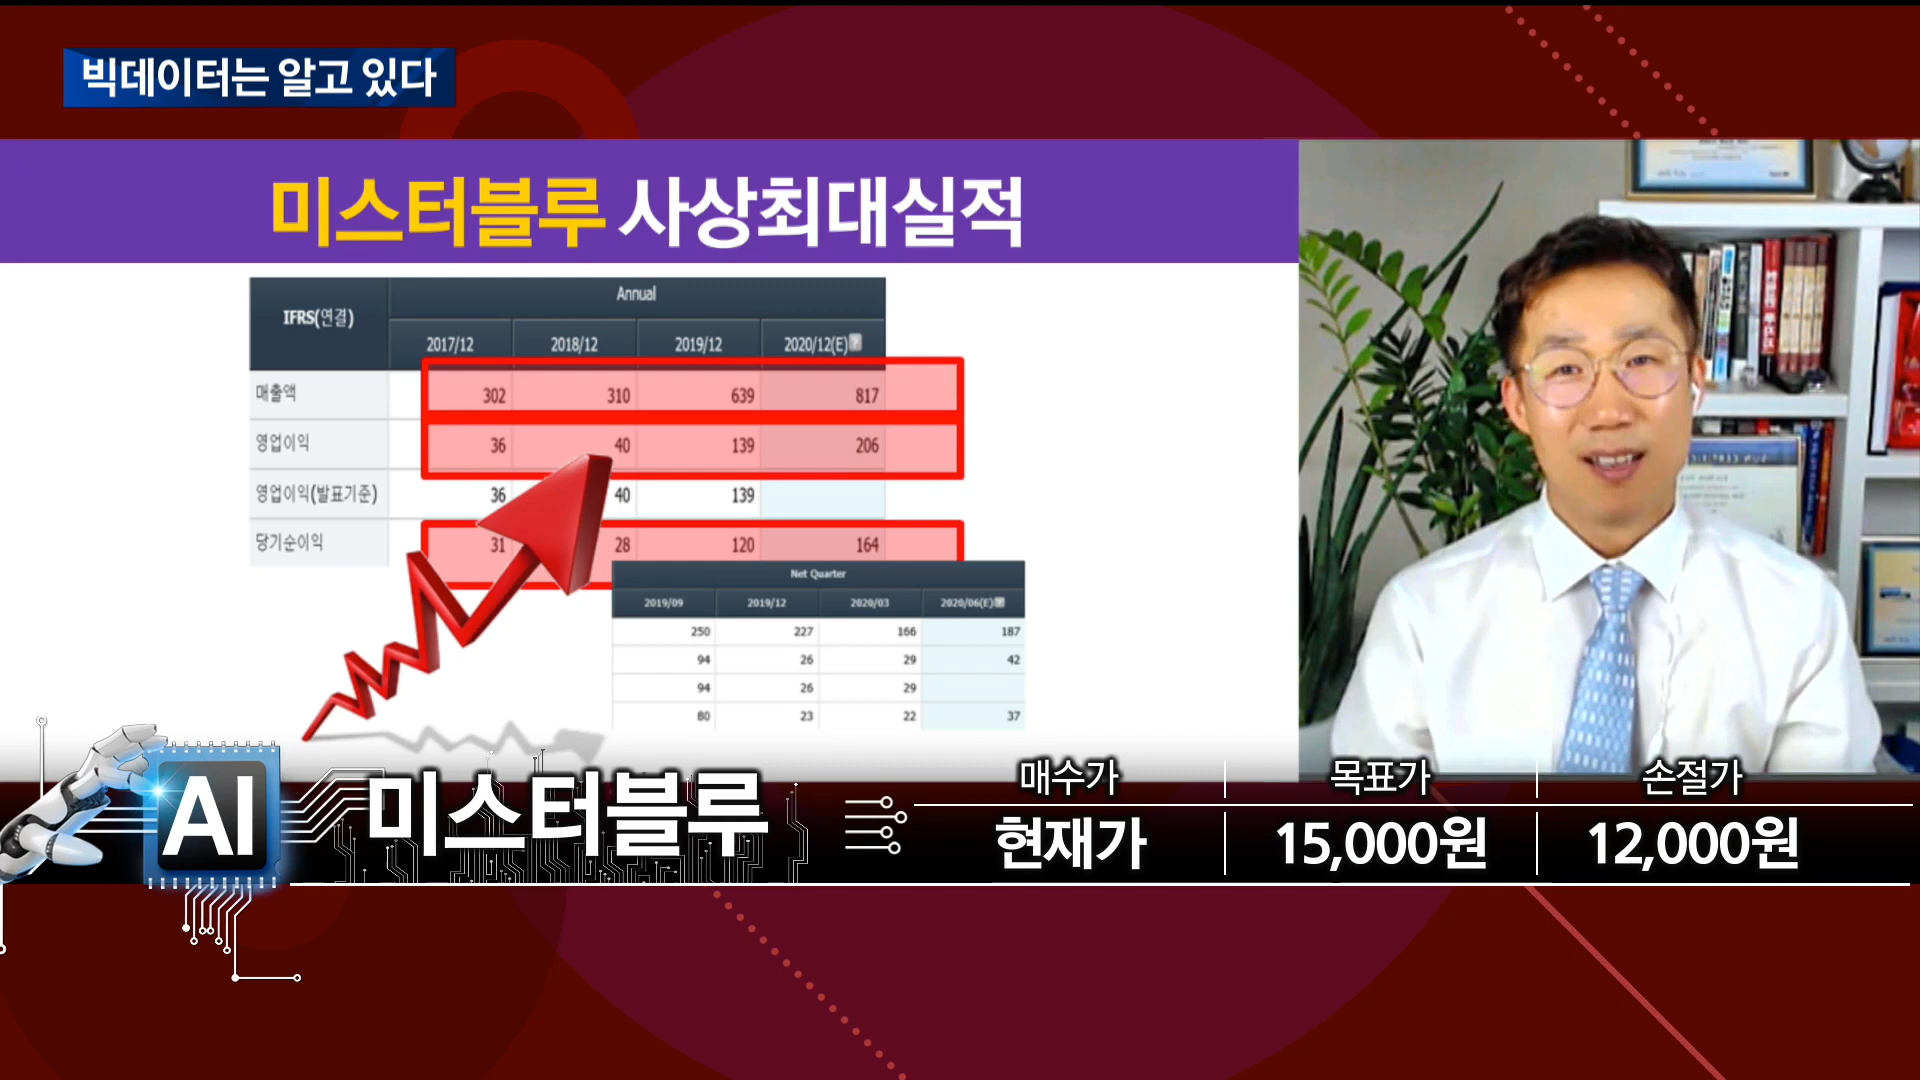 빅데이터는 알고 있다
미스터블루 사상최대실적
IFRS(연결) Annual
2017/12 2018/12 2019/12 2020/12(E)
매출액 302 310 639 817
영업이익 36 40 139 206
영업이익(발표기준) 36 40 139
당기순이익 31 28 120 164
Net Quarter
2019/09 2019/12 2020/03 2020/06(E)
250 227 166 187
94 26 29 42
94 26 29
80 23 22 37
AI 미스터블루
매수가 목표가 손절가
현재가 15,000원 12,000원